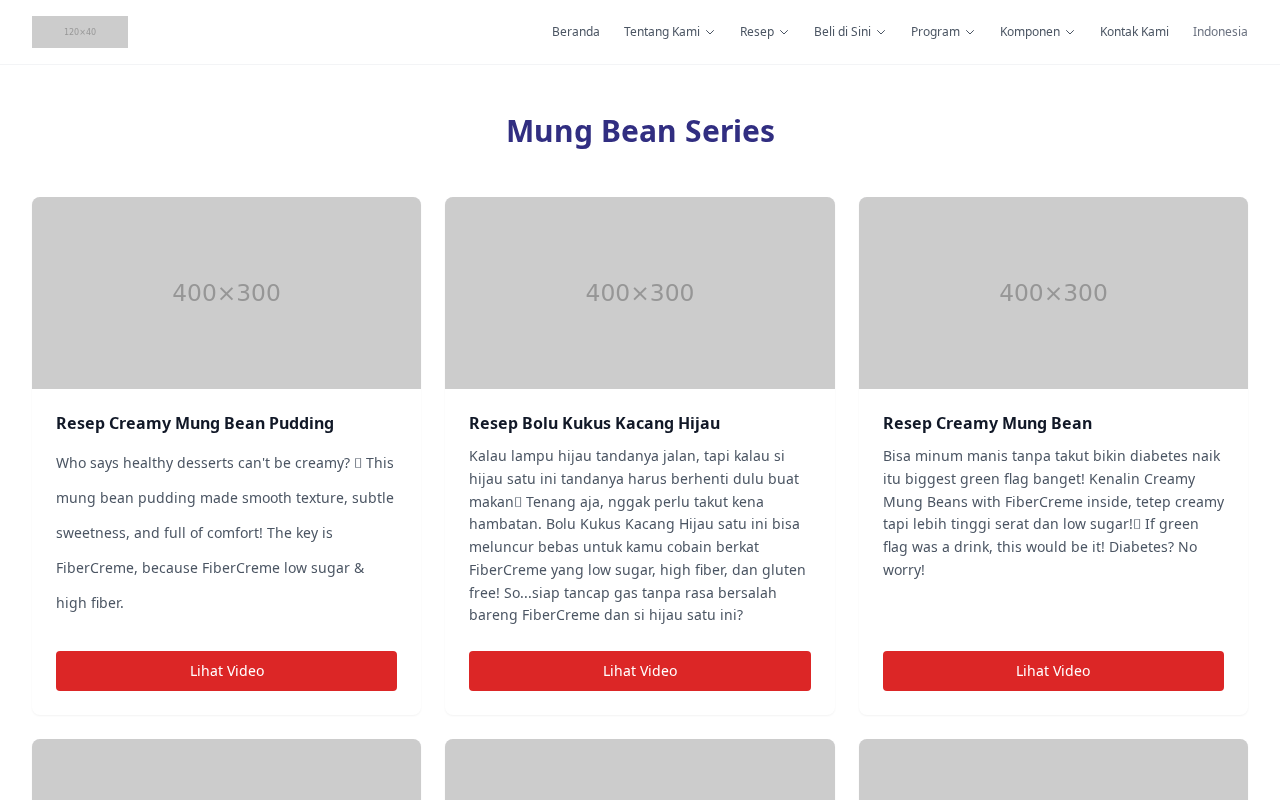 120×40
Beranda Tentang Kami Resep Beli di Sini Program Komponen Kontak Kami Indonesia
Mung Bean Series
400×300
400×300
400×300
Resep Creamy Mung Bean Pudding
Who says healthy desserts can't be creamy? This
mung bean pudding made smooth texture, subtle
sweetness, and full of comfort! The key is
FiberCreme, because FiberCreme low sugar &
high fiber.
Lihat Video
Resep Bolu Kukus Kacang Hijau
Kalau lampu hijau tandanya jalan, tapi kalau si
hijau satu ini tandanya harus berhenti dulu buat
makan Tenang aja, nggak perlu takut kena
hambatan. Bolu Kukus Kacang Hijau satu ini bisa
meluncur bebas untuk kamu cobain berkat
FiberCreme yang low sugar, high fiber, dan gluten
free! So...siap tancap gas tanpa rasa bersalah
bareng FiberCreme dan si hijau satu ini?
Lihat Video
Resep Creamy Mung Bean
Bisa minum manis tanpa takut bikin diabetes naik
itu biggest green flag banget! Kenalin Creamy
Mung Beans with FiberCreme inside, tetep creamy
tapi lebih tinggi serat dan low sugar! If green
flag was a drink, this would be it! Diabetes? No
worry!
Lihat Video